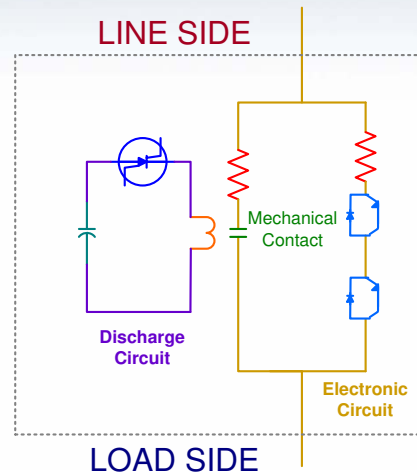 LINE SIDE
Mechanical
Contact
Discharge
Circuit
Electronic
Circuit
LOAD SIDE